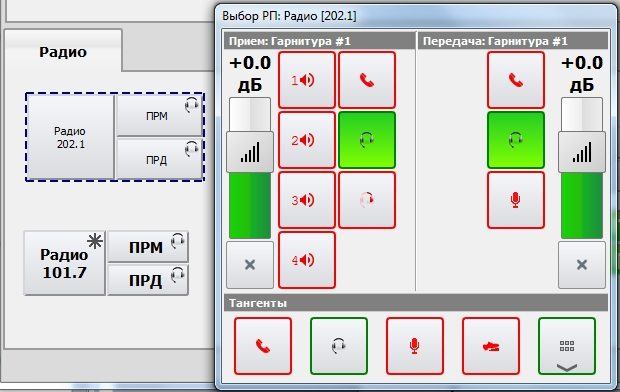 Выбор РП: Радио [202.1]
Радио
Радио
202.1
ПРМ
ПРД
Радио
101.7
ПРМ
ПРД
Прием: Гарнитура #1
+0.0
дБ
1
2
3
4
Передача: Гарнитура #1
+0.0
дБ
Тангенты